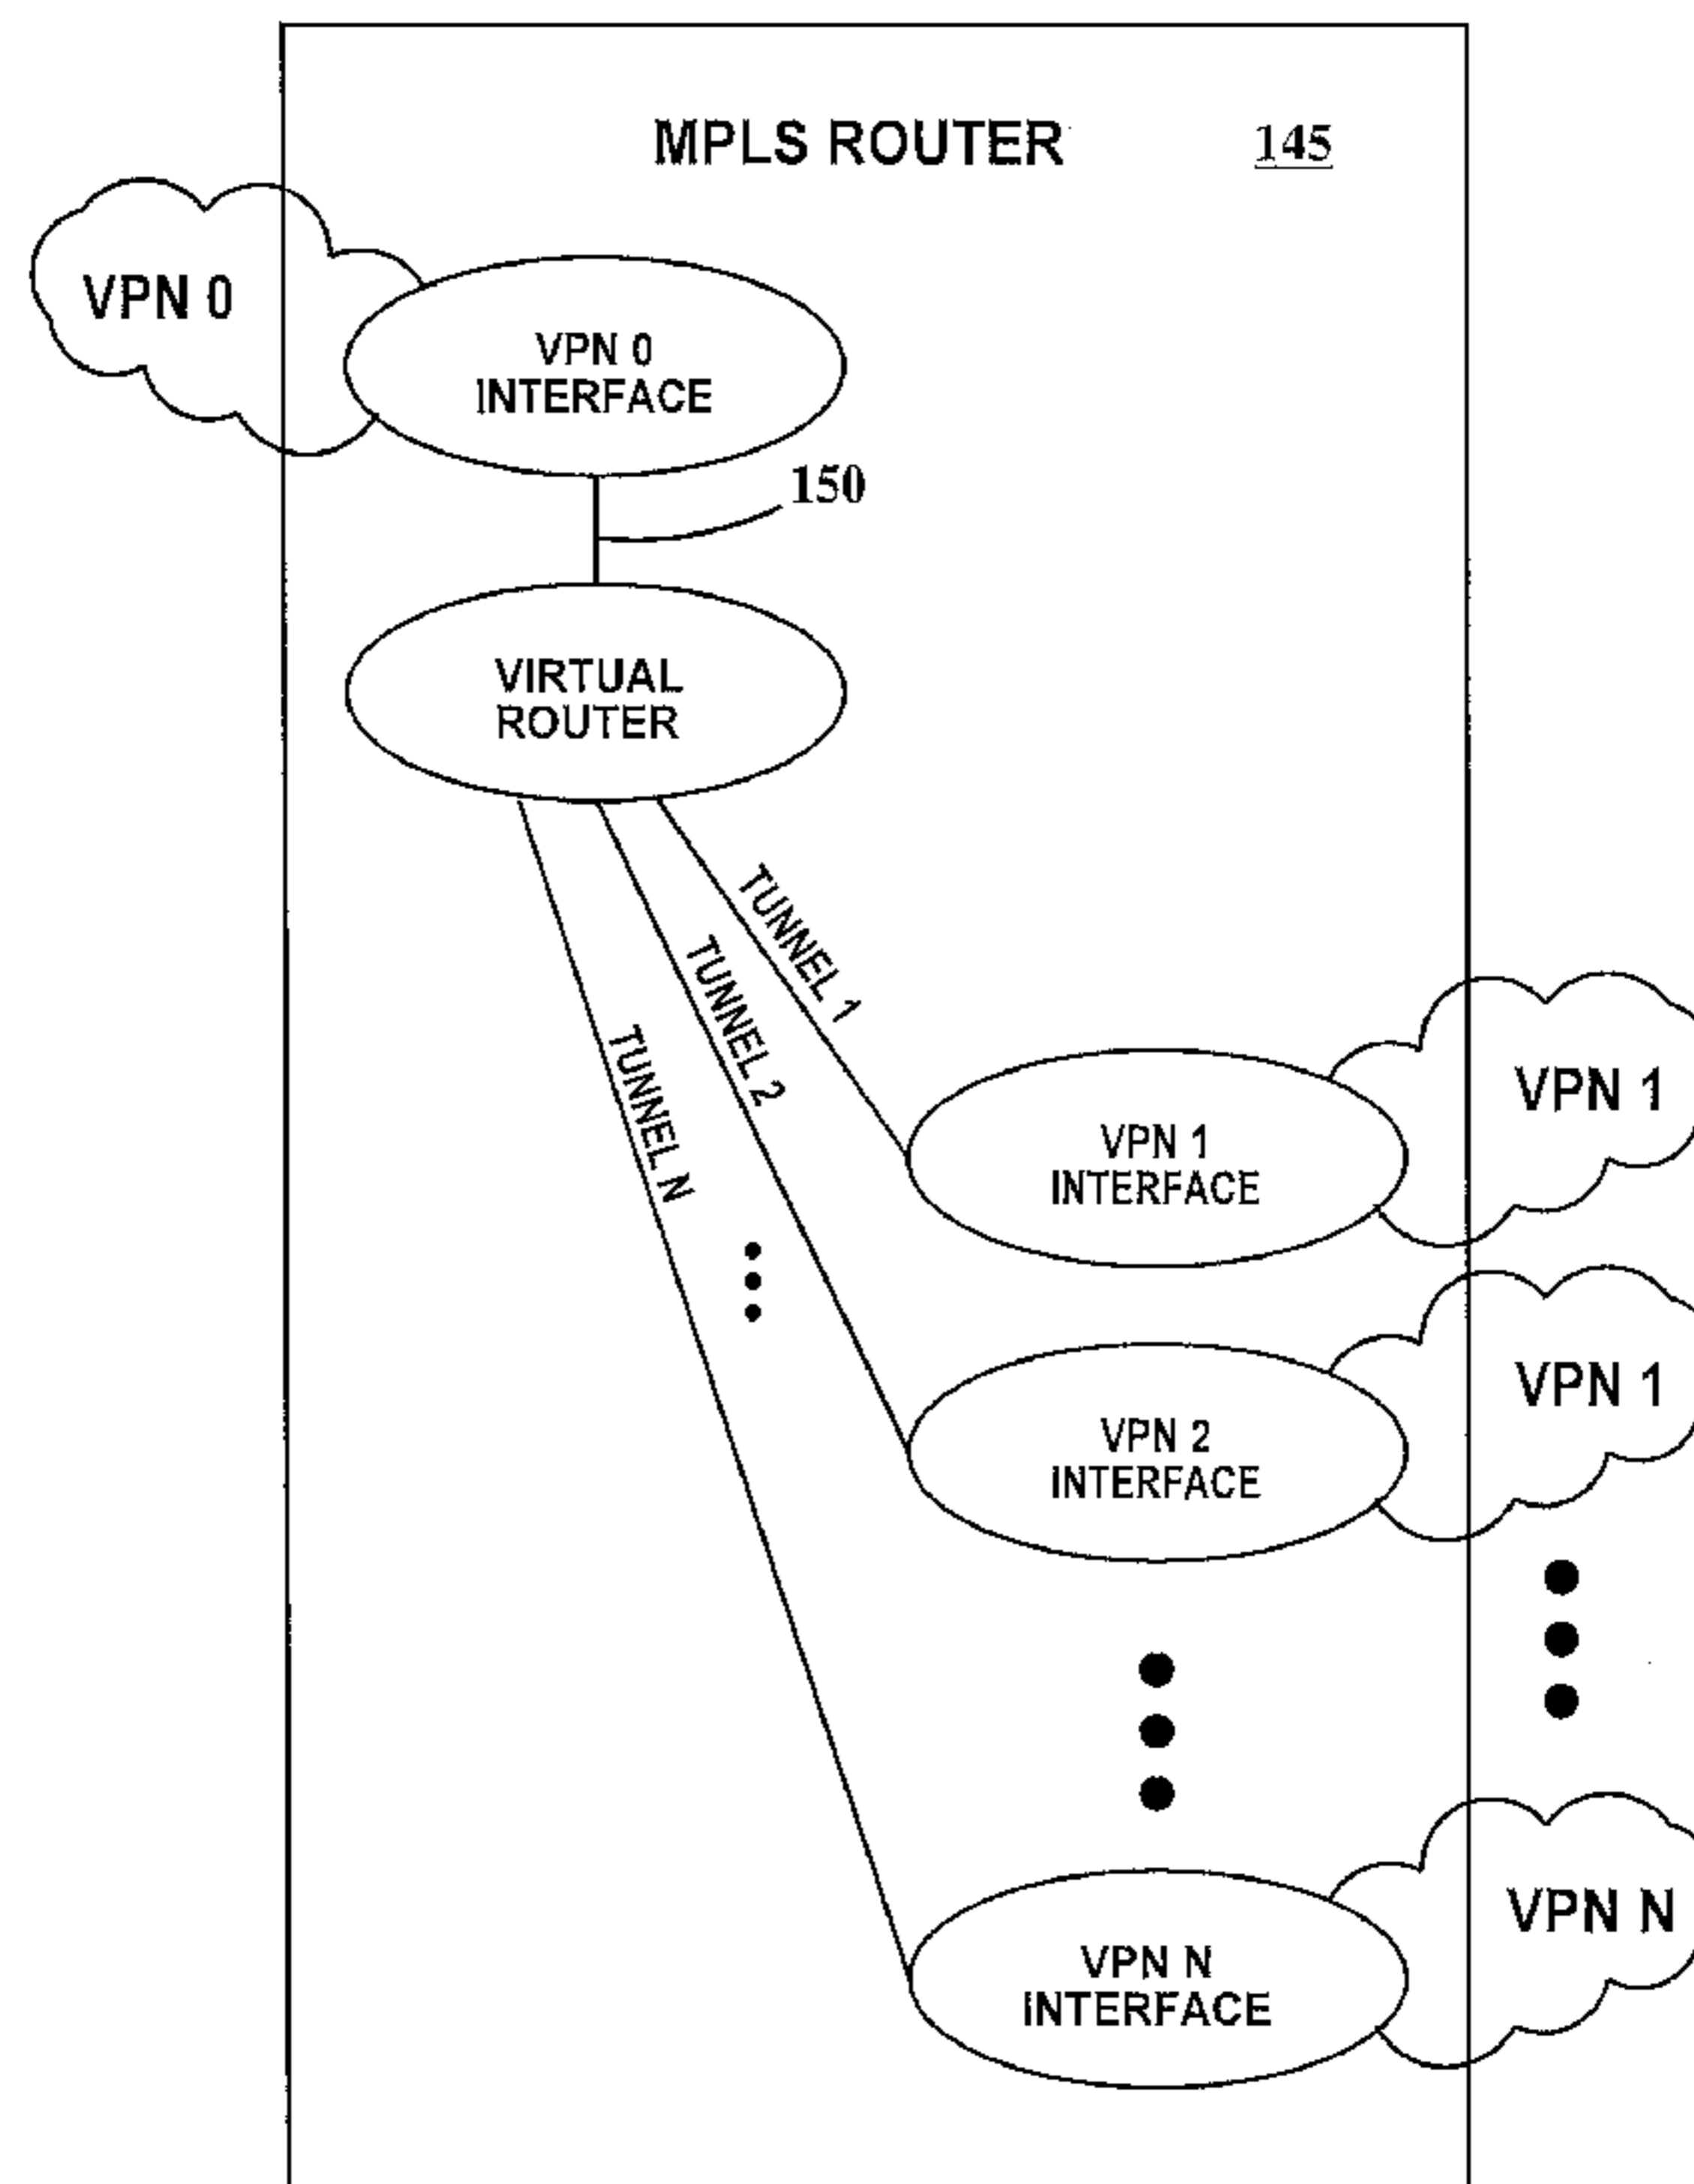 MPLS ROUTER 145
VPN 0
VPN 0
INTERFACE
150
VIRTUAL
ROUTER
TUNNEL 1
TUNNEL 2
TUNNEL N
VPN 1
INTERFACE
VPN 1
VPN 2
INTERFACE
VPN 1
VPN N
INTERFACE
VPN N